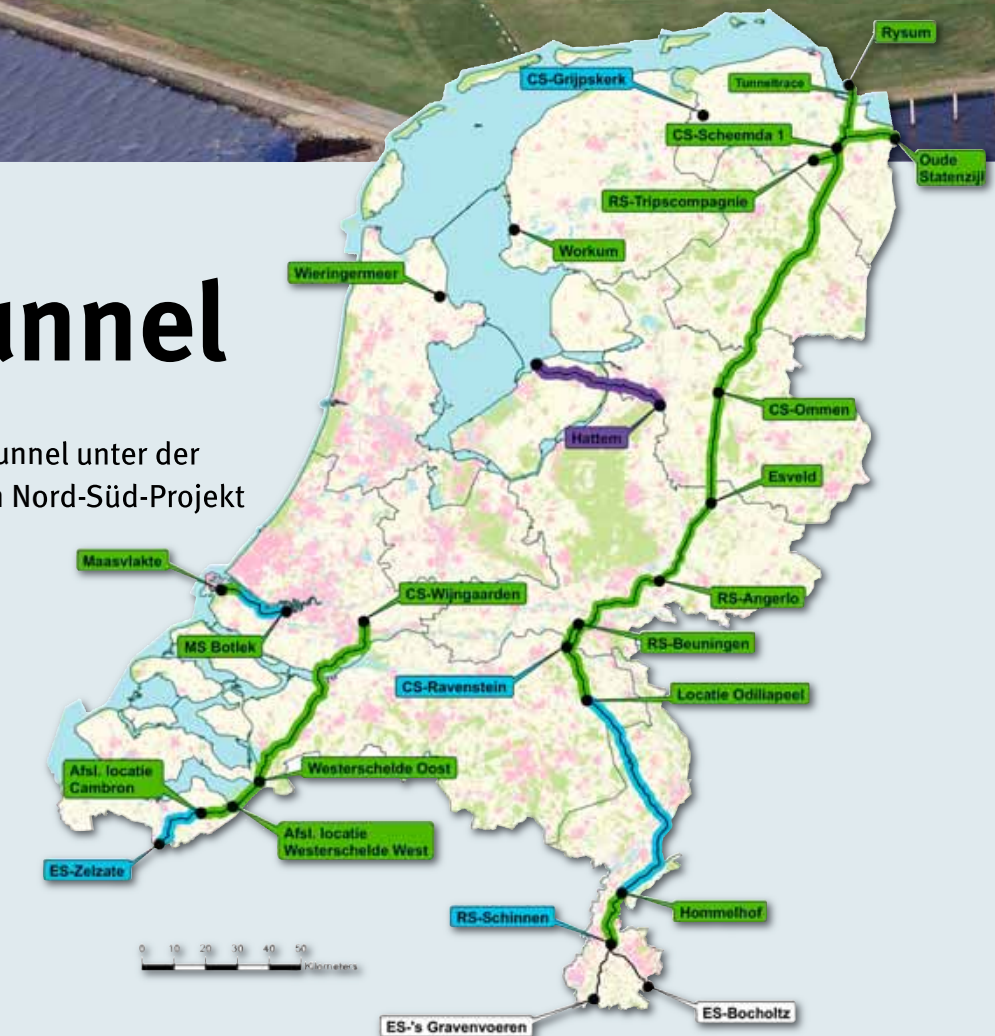 Rysum
CS-Grijpskerk
Tunneltrace
CS-Scheemda 1
Oude
Statenzijl
RS-Tripscompagnie
Workum
Wieringermeer
unnel
CS-Ommen
Hattem
unnel unter der
Nord-Süd-Projekt
Esveld
Maasvlakte
CS-Wijngaarden
RS-Angerlo
MS Botlek
RS-Beuningen
CS-Ravenstein
Locatie Odiliapeel
Westerschelde Oost
Afsl. locatie
Cambron
Afsl. locatie
Westerschelde West
ES-Zelzate
RS-Schinnen
Hommelhof
0 10 20 30 40 50
Kilometers
ES-Bocholtz
ES-'s Gravenvoeren